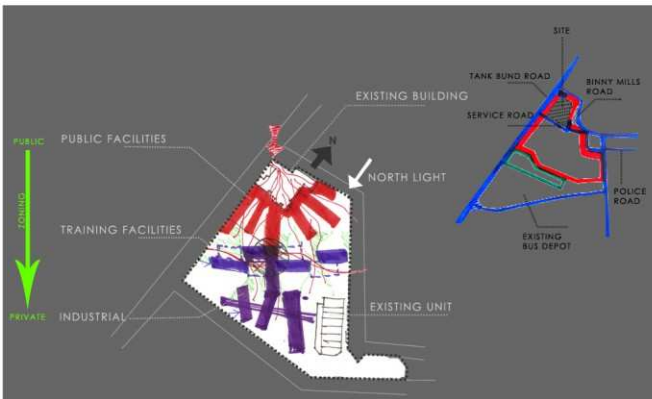 SITE
TANK BUND ROAD
BINNY MILLS
ROAD
SERVICE ROAD
POLICE
ROAD
EXISTING
BUS DEPOT
EXISTING BUILDING
PUBLIC
PUBLIC FACILITIES
N
NORTH LIGHT
ZONING
TRAINING FACILITIES
EXISTING UNIT
PRIVATE
INDUSTRIAL